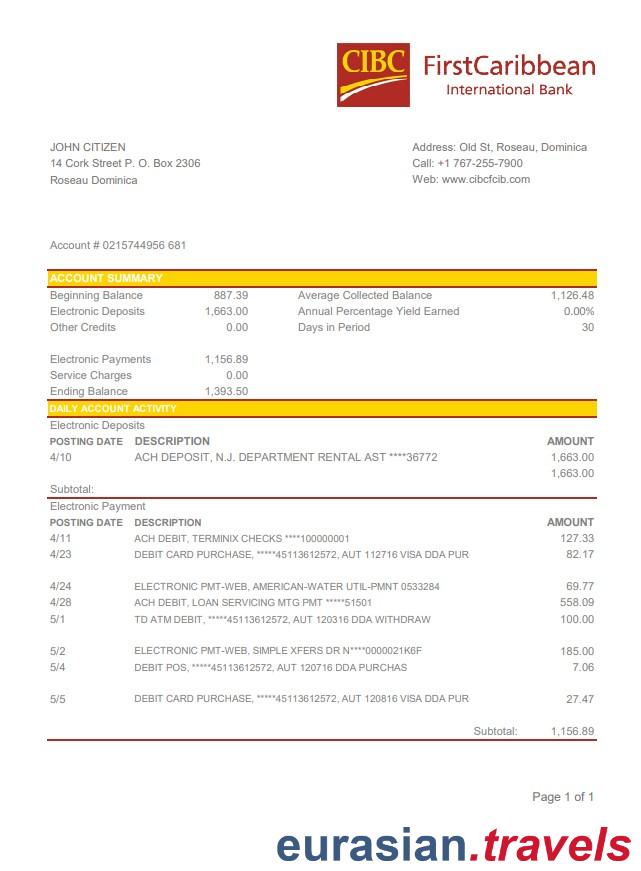 CIBC FirstCaribbean
International Bank
JOHN CITIZEN
14 Cork Street P. O. Box 2306
Roseau Dominica
Address: Old St, Roseau, Dominica
Call: +1 767-255-7900
Web: www.cibcfcib.com
Account # 0215744956 681
ACCOUNT SUMMARY
Beginning Balance 887.39 Average Collected Balance 1,126.48
Electronic Deposits 1,663.00 Annual Percentage Yield Earned 0.00%
Other Credits 0.00 Days in Period 30
Electronic Payments 1,156.89
Service Charges 0.00
Ending Balance 1,393.50
DAILY ACCOUNT ACTIVITY
Electronic Deposits
POSTING DATE DESCRIPTION AMOUNT
4/10 ACH DEPOSIT, N.J. DEPARTMENT RENTAL AST ****36772 1,663.00
1,663.00
Subtotal:
Electronic Payment
POSTING DATE DESCRIPTION AMOUNT
4/11 ACH DEBIT, TERMINIX CHECKS ****100000001 127.33
4/23 DEBIT CARD PURCHASE, *****45113612572, AUT 112716 VISA DDA PUR 82.17
4/24 ELECTRONIC PMT-WEB, AMERICAN-WATER UTIL-PMNT 0533284 69.77
4/28 ACH DEBIT, LOAN SERVICING MTG PMT *****51501 558.09
5/1 TD ATM DEBIT, *****45113612572, AUT 120316 DDA WITHDRAW 100.00
5/2 ELECTRONIC PMT-WEB, SIMPLE XFERS DR N****0000021K6F 185.00
5/4 DEBIT POS, *****45113612572, AUT 120716 DDA PURCHAS 7.06
5/5 DEBIT CARD PURCHASE, *****45113612572, AUT 120816 VISA DDA PUR 27.47
Subtotal: 1,156.89
Page 1 of 1
eurasian.travels